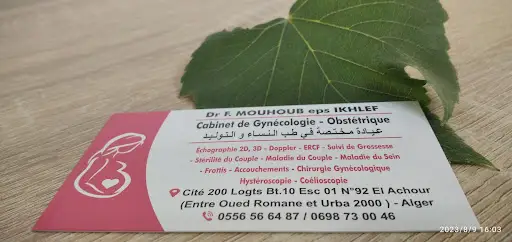 Dr F. MOUHOUB eps IKHLEF
Cabinet de Gynécologie - Obstétrique
عيادة مختصة في طب النساء و التوليد
Échographie 2D, 3D - Doppler - ERCF - Suivi de Grossesse
- Stérilité du Couple - Maladie du Couple - Maladie du Sein
- Frottis - Accouchements - Chirurgie Gynécologique
Hystéroscopie - Coélioscopie
Cité 200 Logts Bt.10 Esc 01 N°92 El Achour
(Entre Oued Romane et Urba 2000 ) - Alger
0556 56 64 87 / 0698 73 00 46
2023/8/9 16:03